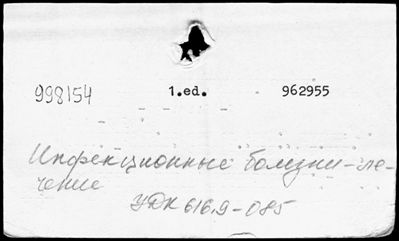 998154 1.ed. 962955
Инфекционные болезни-ле-
чение
УДК 616.9-085